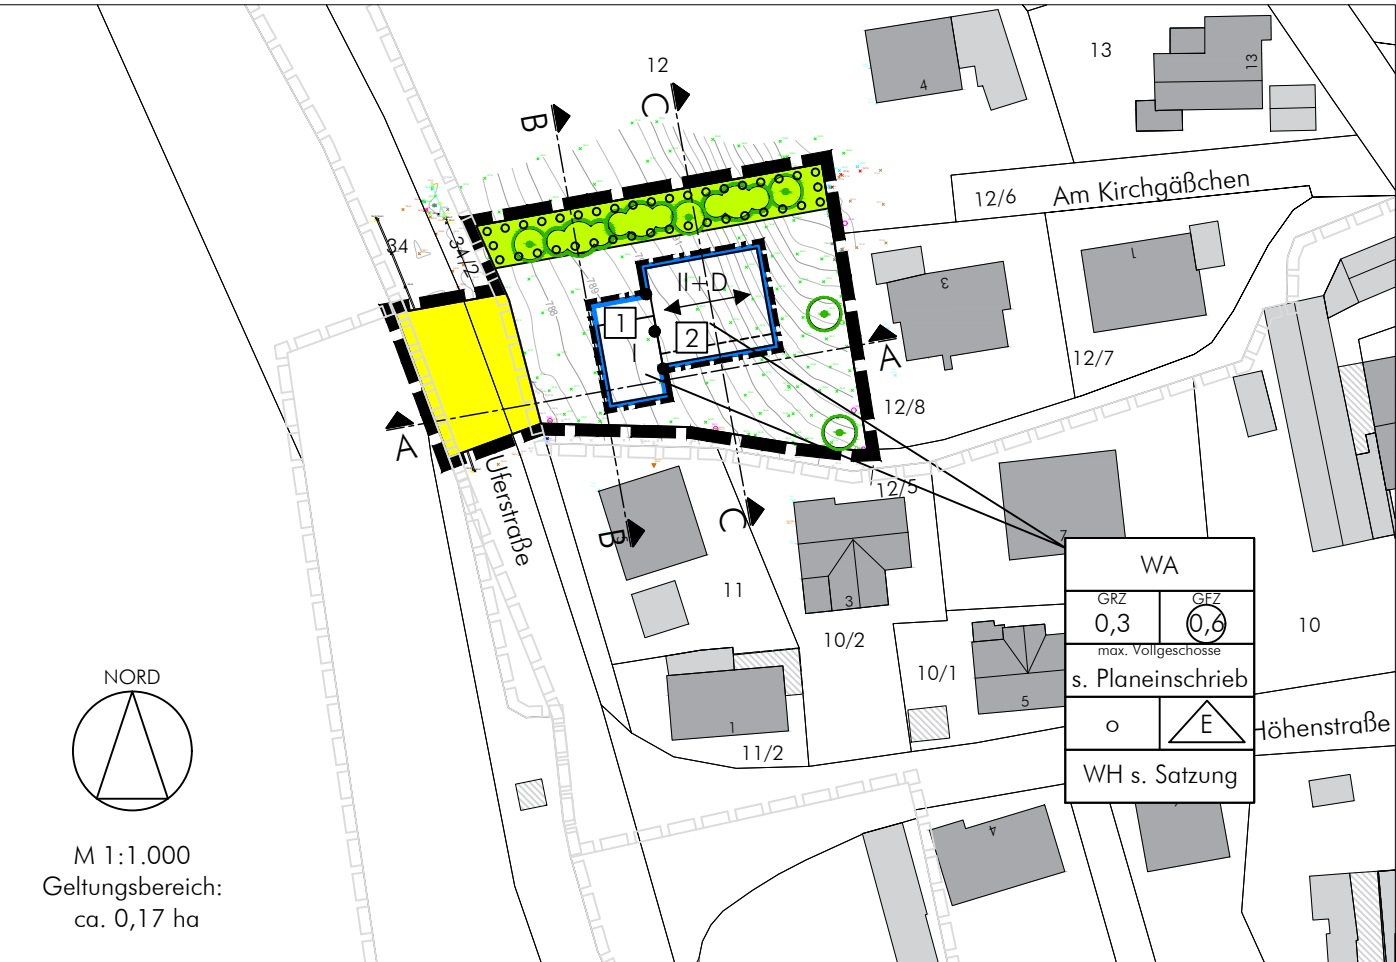 12
13
13
4
B
C
12/6
Am Kirchgäßchen
34
34/2
1
3
II+D
789
788
1
2
I
A
12/7
12/8
A
Uferstraße
12/5
C
B
7
11
3
10/2
10/1
5
10
1
11/2
4
WA
GRZ
GFZ
0,3
0,6
max. Vollgeschosse
s. Planeinschrieb
o
E
WH s. Satzung
Höhenstraße
NORD
M 1:1.000
Geltungsbereich:
ca. 0,17 ha